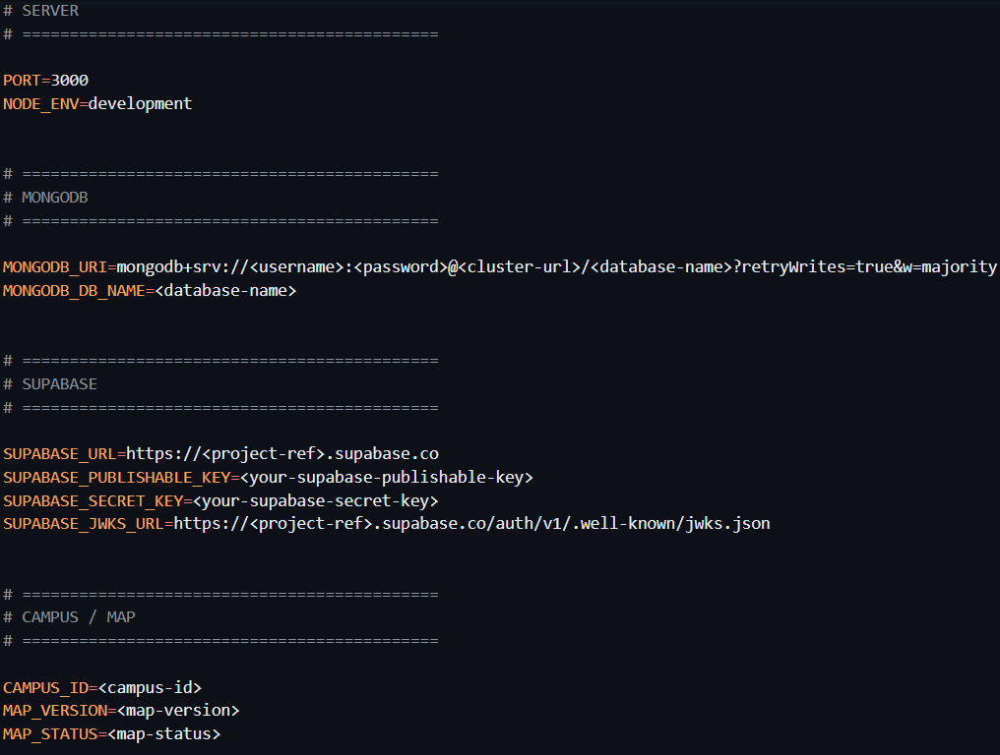 # SERVER
# ============================================
PORT=3000
NODE_ENV=development
# ============================================
# MONGODB
# ============================================
MONGODB_URI=mongodb+srv://<username>:<password>@<cluster-url>/<database-name>?retryWrites=true&w=majority
MONGODB_DB_NAME=<database-name>
# ============================================
# SUPABASE
# ============================================
SUPABASE_URL=https://<project-ref>.supabase.co
SUPABASE_PUBLISHABLE_KEY=<your-supabase-publishable-key>
SUPABASE_SECRET_KEY=<your-supabase-secret-key>
SUPABASE_JWKS_URL=https://<project-ref>.supabase.co/auth/v1/.well-known/jwks.json
# ============================================
# CAMPUS / MAP
# ============================================
CAMPUS_ID=<campus-id>
MAP_VERSION=<map-version>
MAP_STATUS=<map-status>